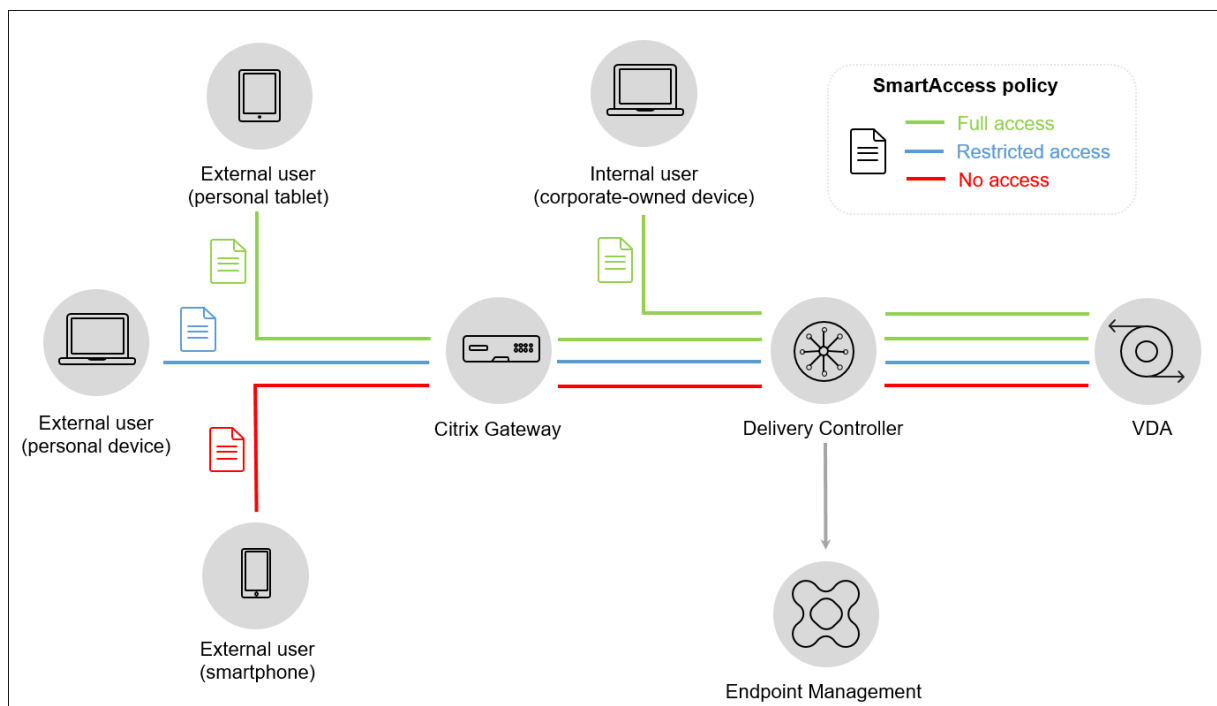 SmartAccess policy
Full access
Restricted access
No access
External user
(personal tablet)
Internal user
(corporate-owned device)
External user
(personal device)
Citrix Gateway
Delivery Controller
VDA
External user
(smartphone)
Endpoint Management